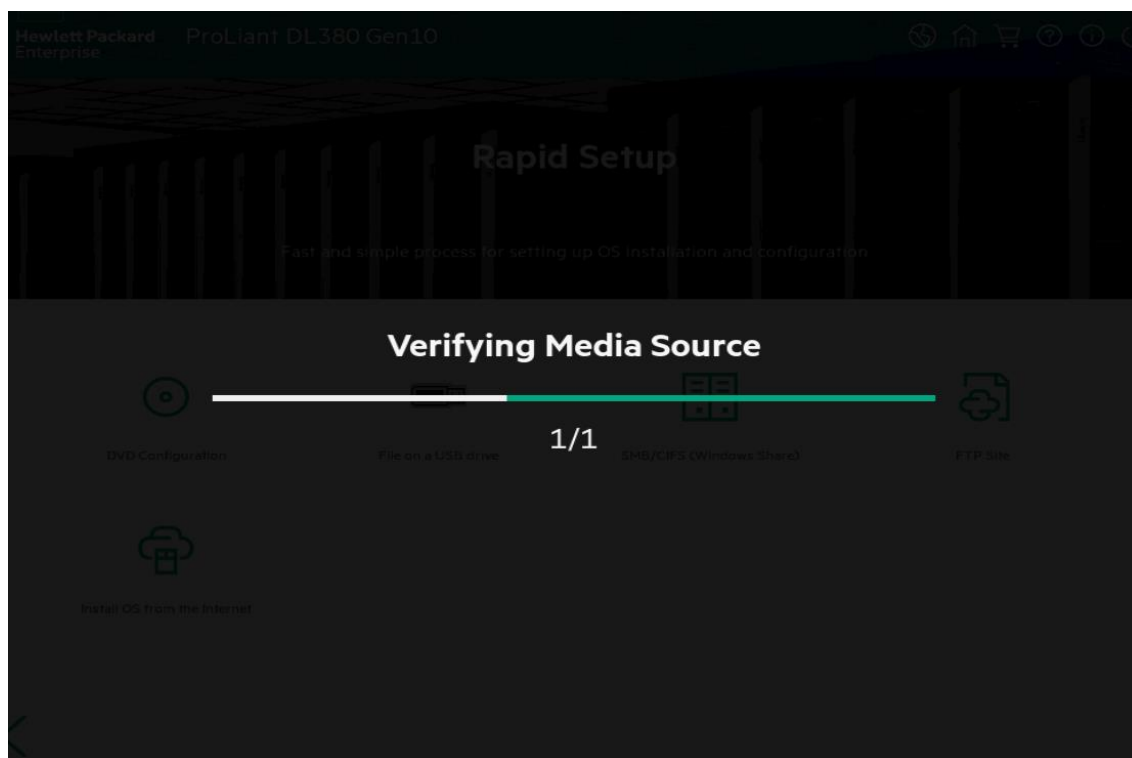 Hewlett Packard
Enterprise
ProLiant DL380 Gen10
Rapid Setup
Fast and simple process for setting up OS installation and configuration
Verifying Media Source
1/1
DVD Configuration
File on a USB drive
SMB/CIFS (Windows Share)
FTP Site
Install OS from the Internet